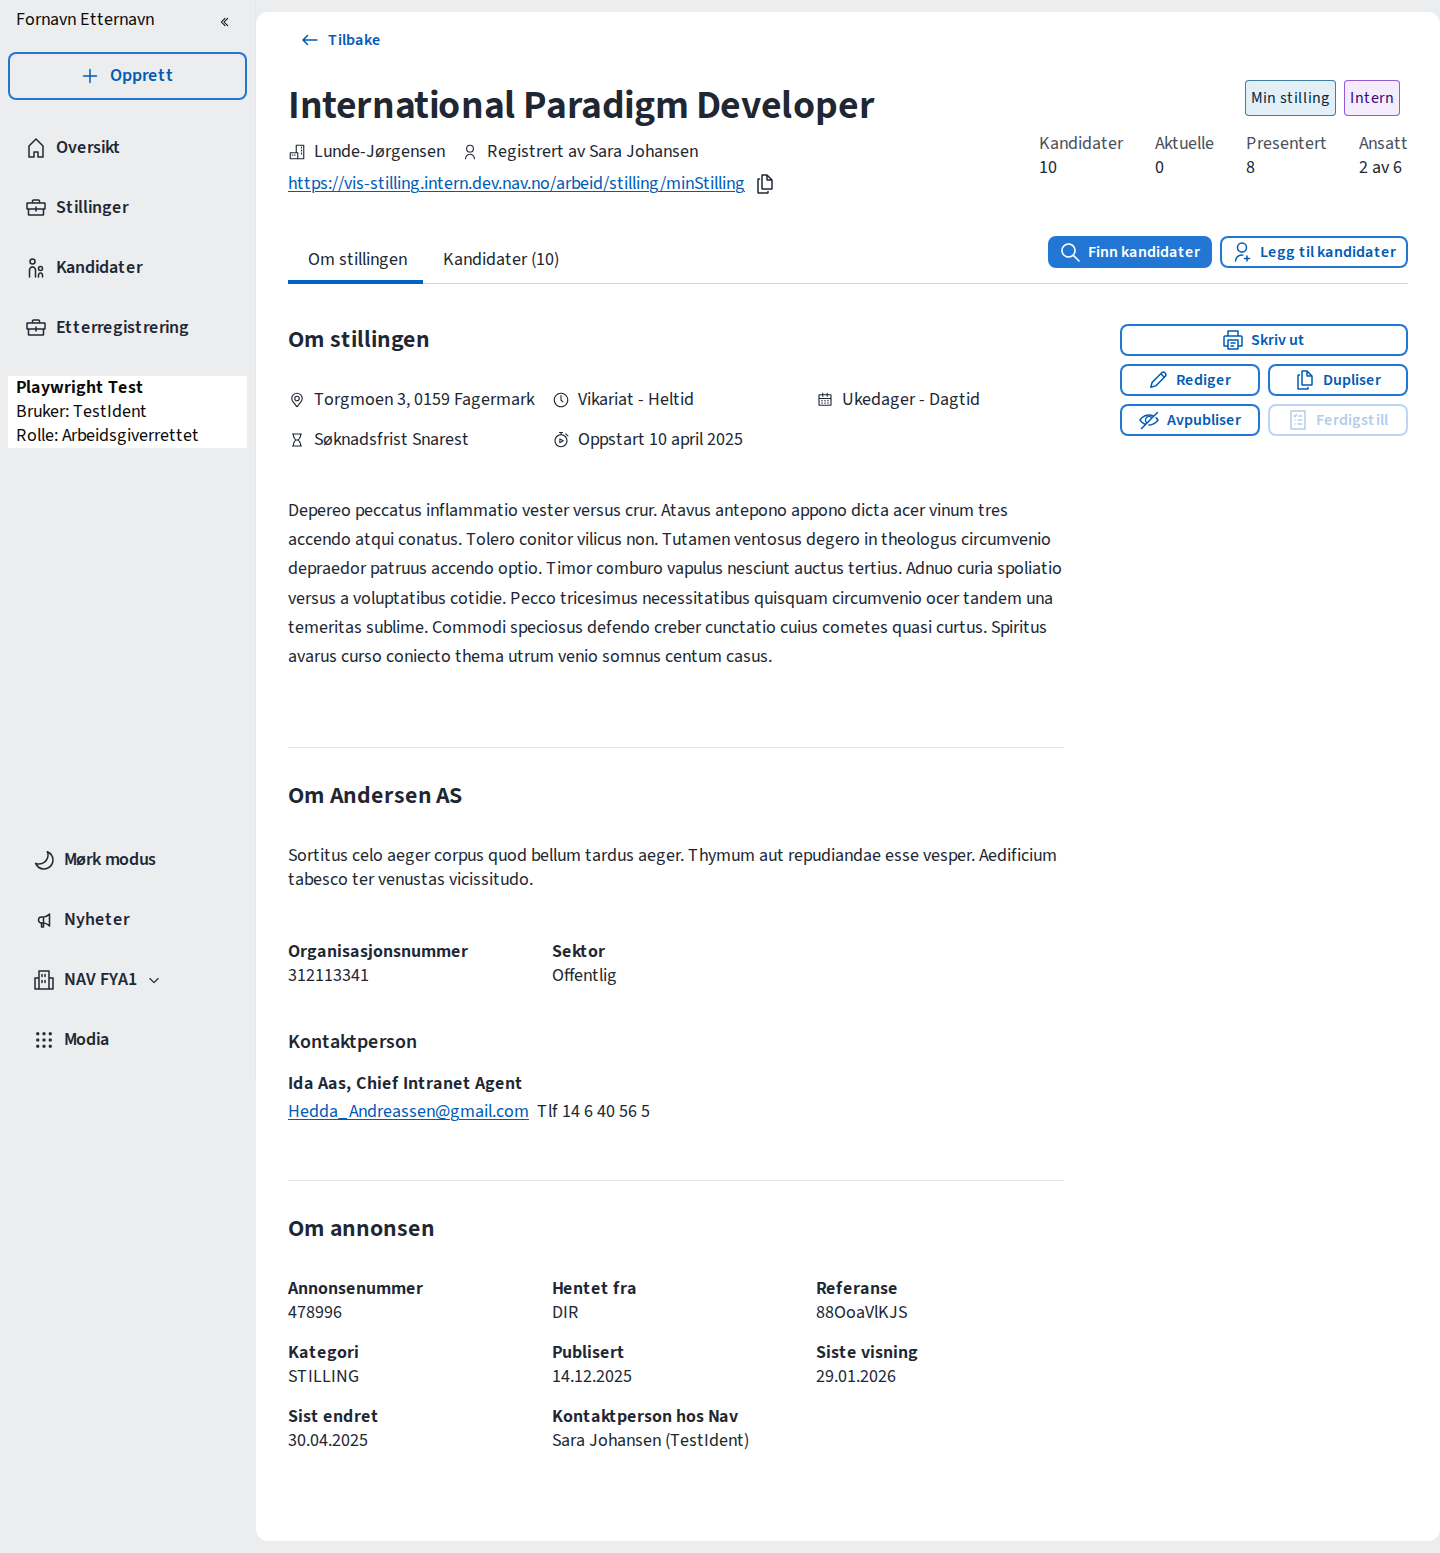 Fornavn Etternavn
Opprett
Oversikt
Stillinger
Kandidater
Etterregistrering
Playwright Test
Bruker: TestIdent
Rolle: Arbeidsgiverrettet
Mørk modus
Nyheter
NAV FYA1
Modia
Tilbake
International Paradigm Developer
Min stilling Intern
Lunde-Jørgensen Registrert av Sara Johansen
https://vis-stilling.intern.dev.nav.no/arbeid/stilling/minStilling
Kandidater Aktuelle Presentert Ansatt
10 0 8 2 av 6
Om stillingen Kandidater (10)
Finn kandidater Legg til kandidater
Om stillingen
Skriv ut
Rediger Dupliser
Avpubliser Ferdigstill
Torgmoen 3, 0159 Fagermark Vikariat - Heltid Ukedager - Dagtid
Søknadsfrist Snarest Oppstart 10 april 2025
Depereo peccatus inflammatio vester versus crur. Atavus antepono appono dicta acer vinum tres
accendo atqui conatus. Tolero conitor vilicus non. Tutamen ventosus degero in theologus circumvenio
depraedor patruus accendo optio. Timor comburo vapulus nesciunt auctus tertius. Adnuo curia spoliatio
versus a voluptatibus cotidie. Pecco tricesimus necessitatibus quisquam circumvenio ocer tandem una
temeritas sublime. Commodi speciosus defendo creber cunctatio cuius cometes quasi curtus. Spiritus
avarus curso coniecto thema utrum venio somnus centum casus.
Om Andersen AS
Sortitus celo aeger corpus quod bellum tardus aeger. Thymum aut repudiandae esse vesper. Aedificium
tabesco ter venustas vicissitudo.
Organisasjonsnummer Sektor
312113341 Offentlig
Kontaktperson
Ida Aas, Chief Intranet Agent
Hedda_Andreassen@gmail.com Tlf 14 6 40 56 5
Om annonsen
Annonsenummer Hentet fra Referanse
478996 DIR 88OoaVlKJS
Kategori Publisert Siste visning
STILLING 14.12.2025 29.01.2026
Sist endret Kontaktperson hos Nav
30.04.2025 Sara Johansen (TestIdent)